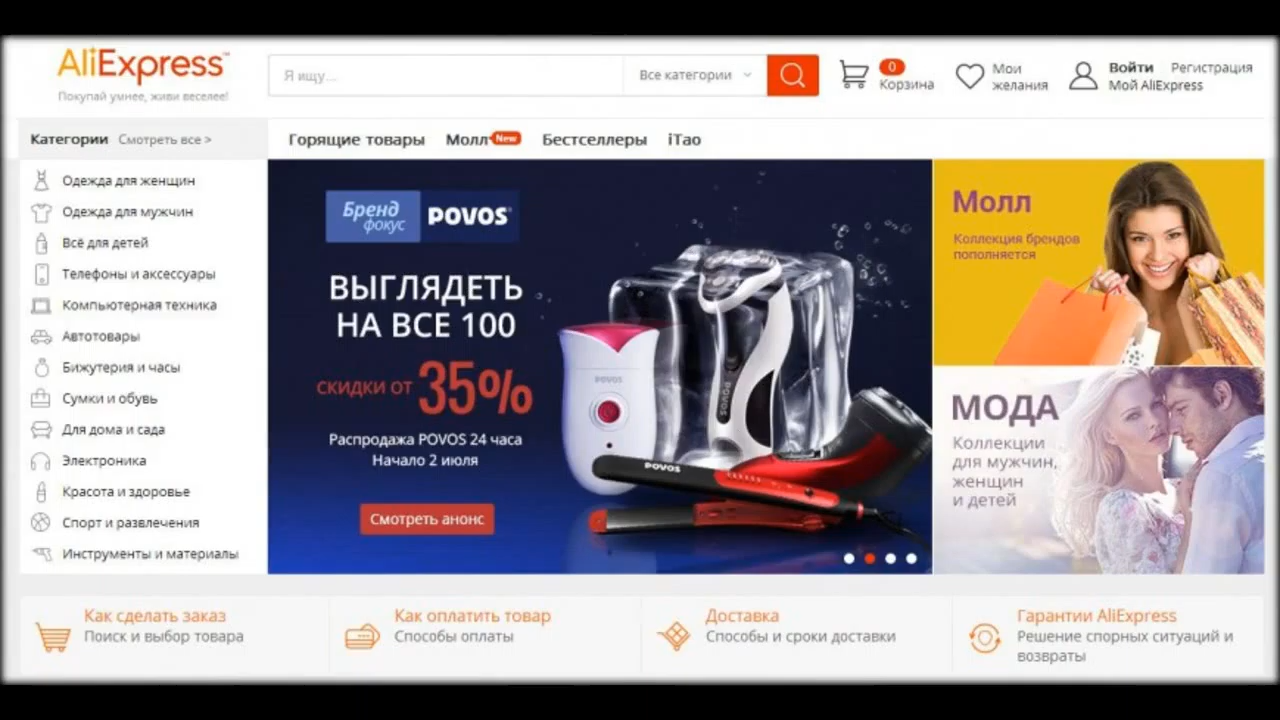 AliExpress™
Покупай умнее, живи веселее!
Я ищу...
Все категории
0
Корзина
Мои
желания
Войти Регистрация
Мой AliExpress
Категории Смотреть все >
Горящие товары
Молл New
Бестселлеры
iTao
Одежда для женщин
Одежда для мужчин
Всё для детей
Телефоны и аксессуары
Компьютерная техника
Автотовары
Бижутерия и часы
Сумки и обувь
Для дома и сада
Электроника
Красота и здоровье
Спорт и развлечения
Инструменты и материалы
Бренд
фокус
POVOS
ВЫГЛЯДЕТЬ
НА ВСЕ 100
СКИДКИ ОТ 35%
Распродажа POVOS 24 часа
Начало 2 июля
Смотреть анонс
POVOS
POVOS
POVOS
Молл
Коллекция брендов
пополняется
МОДА
Коллекции
для мужчин,
женщин
и детей
Как сделать заказ
Поиск и выбор товара
Как оплатить товар
Способы оплаты
Доставка
Способы и сроки доставки
Гарантии AliExpress
Решение спорных ситуаций и
возвраты